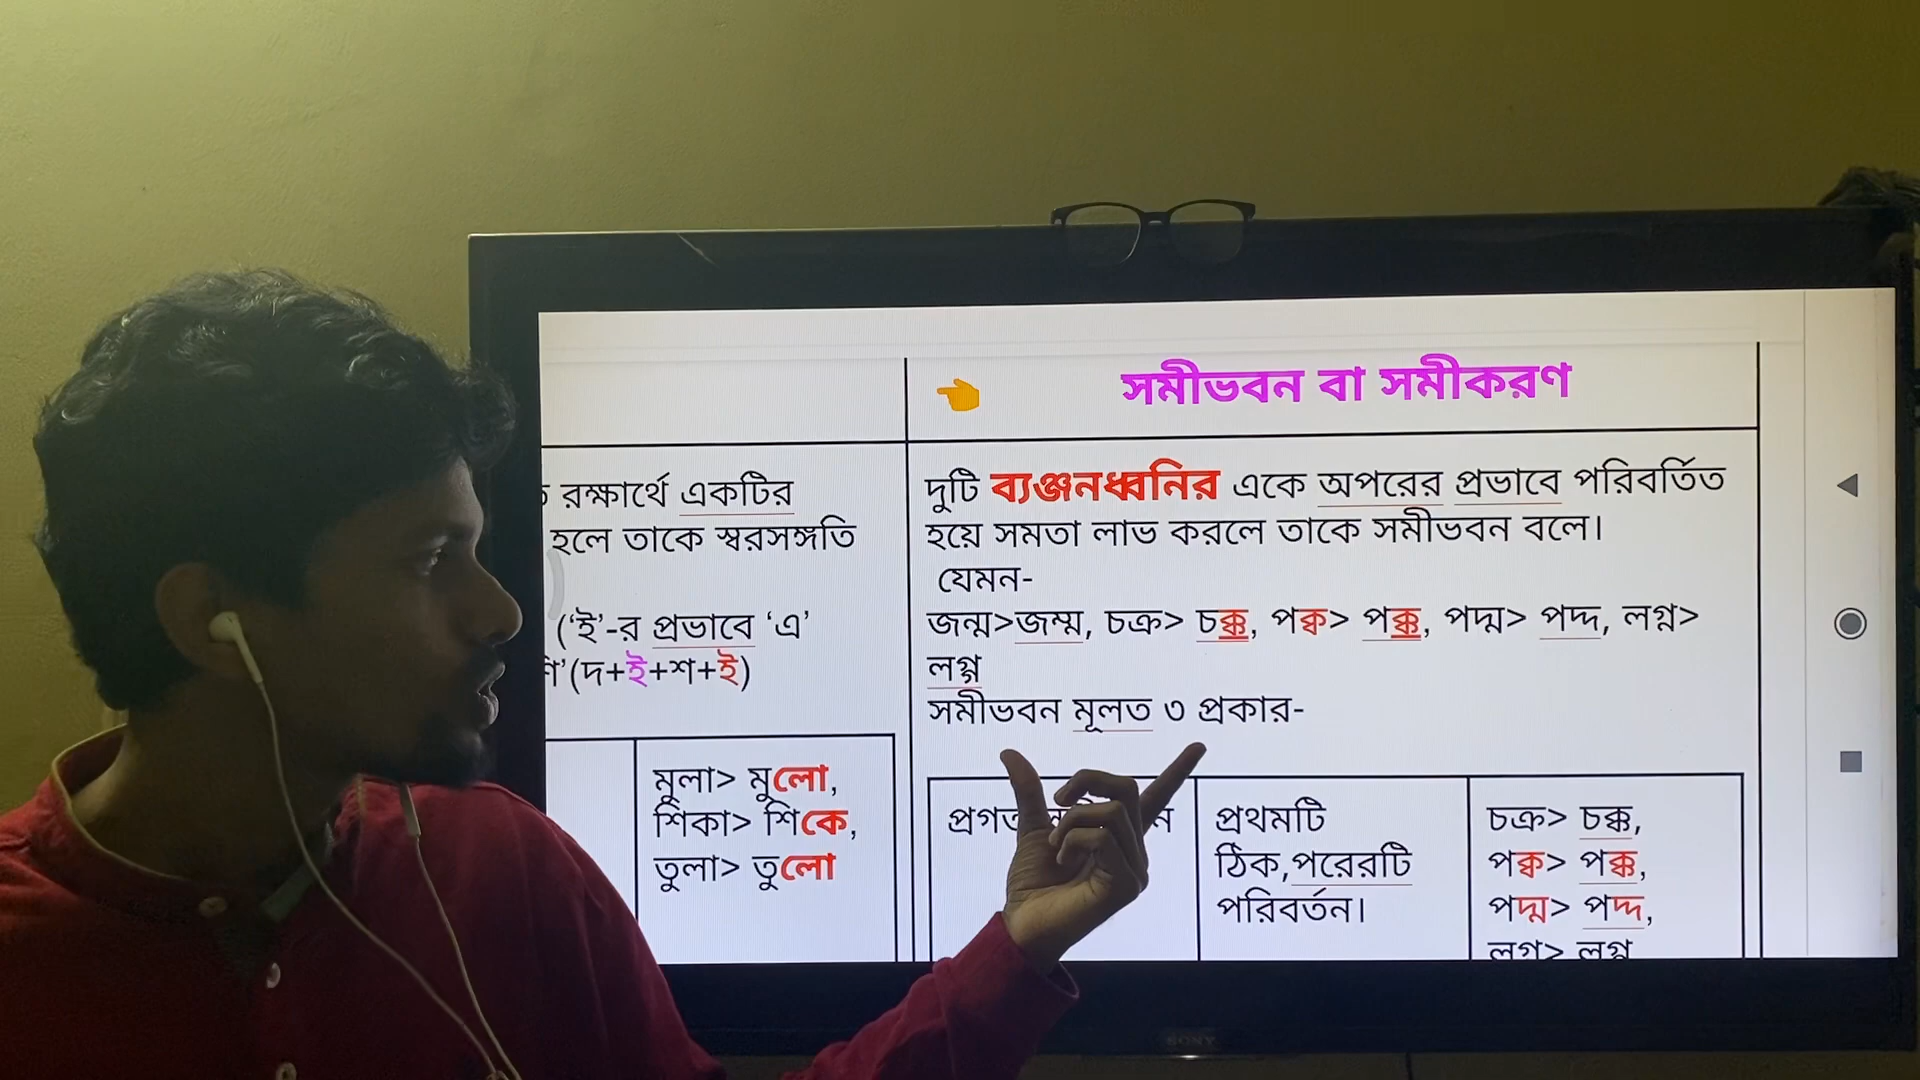 সমীভবন বা সমীকরণ
রক্ষার্থে একটির
হলে তাকে স্বরসঙ্গতি
(‘ই’-র প্রভাবে ‘এ’
(দ+ই+শ+ই)
মুলা> মুলো,
শিকা> শিকে,
তুলা> তুলো
দুটি ব্যঞ্জনধ্বনির একে অপরের প্রভাবে পরিবর্তিত
হয়ে সমতা লাভ করলে তাকে সমীভবন বলে।
যেমন-
জন্ম>জম্ম, চক্র> চক্ক, পক্ব> পক্ক, পদ্ম> পদ্দ, লগ্ন>
লগ্গ
সমীভবন মূলত ৩ প্রকার-
প্রথমটি
ঠিক,পরেরটি
পরিবর্তন।
চক্র> চক্ক,
পক্ব> পক্ক,
পদ্ম> পদ্দ,
SONY